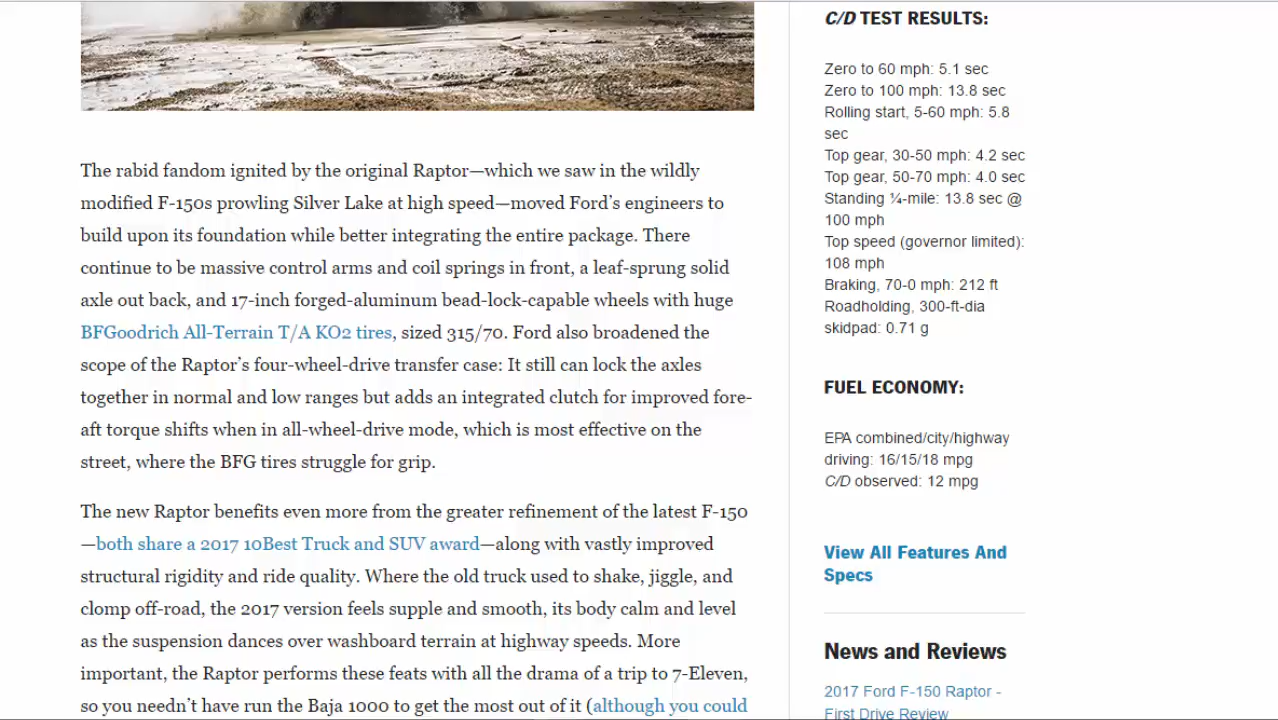 The rabid fandom ignited by the original Raptor—which we saw in the wildly
modified F-150s prowling Silver Lake at high speed—moved Ford’s engineers to
build upon its foundation while better integrating the entire package. There
continue to be massive control arms and coil springs in front, a leaf-sprung solid
axle out back, and 17-inch forged-aluminum bead-lock-capable wheels with huge
BFGoodrich All-Terrain T/A KO2 tires, sized 315/70. Ford also broadened the
scope of the Raptor’s four-wheel-drive transfer case: It still can lock the axles
together in normal and low ranges but adds an integrated clutch for improved fore-
aft torque shifts when in all-wheel-drive mode, which is most effective on the
street, where the BFG tires struggle for grip.
The new Raptor benefits even more from the greater refinement of the latest F-150
—both share a 2017 10Best Truck and SUV award—along with vastly improved
structural rigidity and ride quality. Where the old truck used to shake, jiggle, and
clomp off-road, the 2017 version feels supple and smooth, its body calm and level
as the suspension dances over washboard terrain at highway speeds. More
important, the Raptor performs these feats with all the drama of a trip to 7-Eleven,
so you needn’t have run the Baja 1000 to get the most out of it (although you could
C/D TEST RESULTS:
Zero to 60 mph: 5.1 sec
Zero to 100 mph: 13.8 sec
Rolling start, 5-60 mph: 5.8
sec
Top gear, 30-50 mph: 4.2 sec
Top gear, 50-70 mph: 4.0 sec
Standing ¼-mile: 13.8 sec @
100 mph
Top speed (governor limited):
108 mph
Braking, 70-0 mph: 212 ft
Roadholding, 300-ft-dia
skidpad: 0.71 g
FUEL ECONOMY:
EPA combined/city/highway
driving: 16/15/18 mpg
C/D observed: 12 mpg
View All Features And
Specs
News and Reviews
2017 Ford F-150 Raptor -
First Drive Review